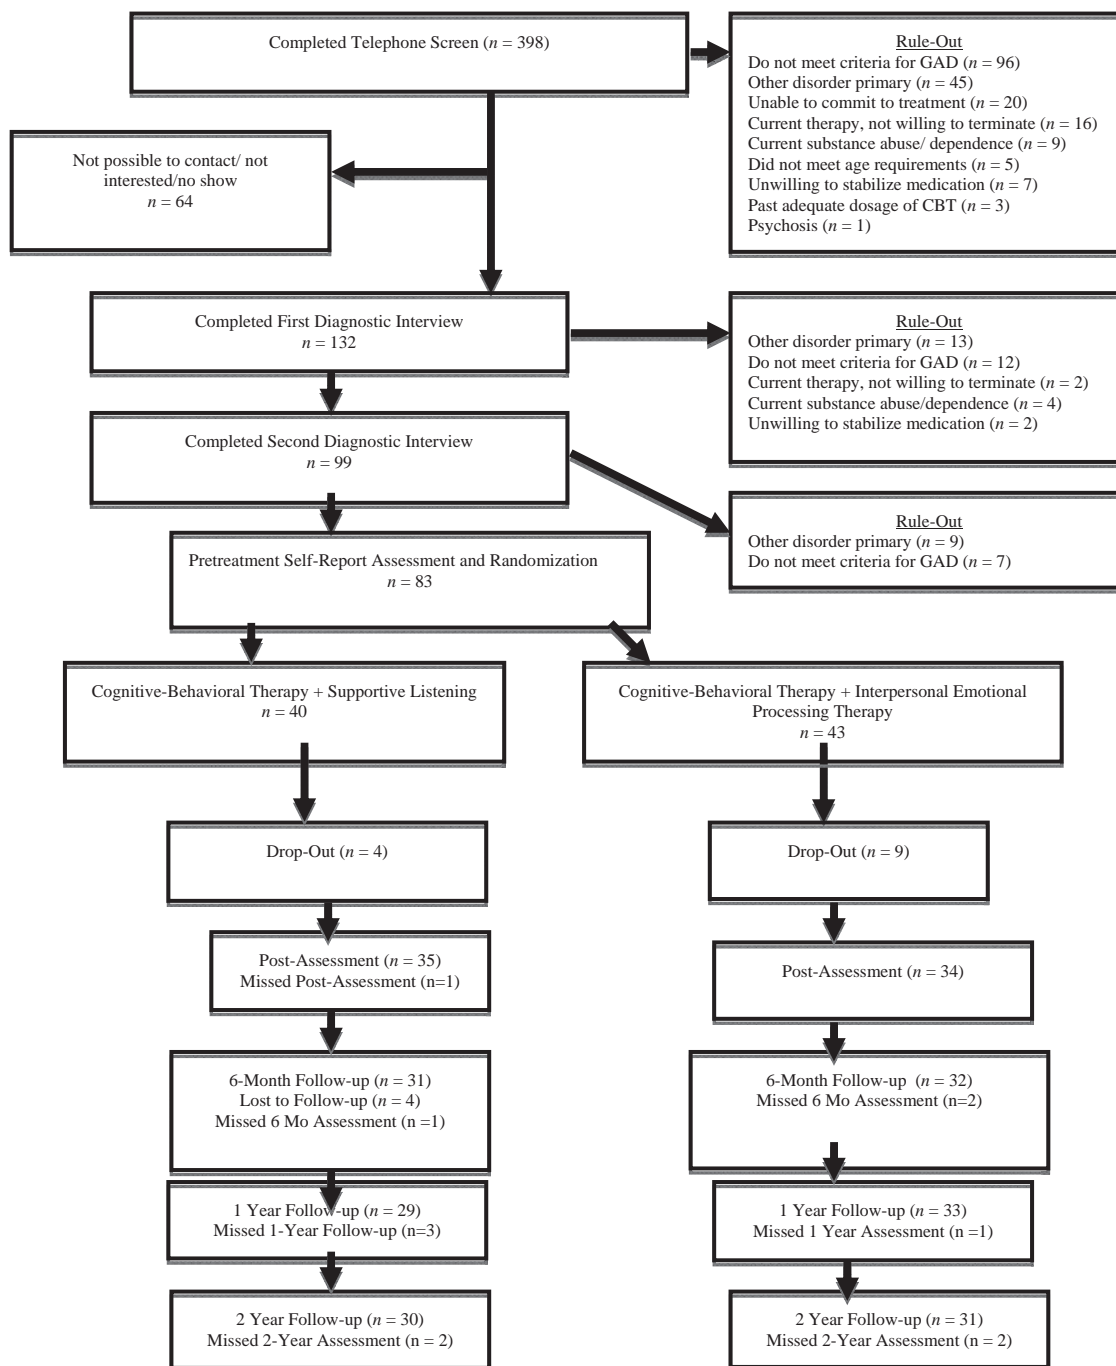 Completed Telephone Screen (n = 398)
Rule-Out
Do not meet criteria for GAD (n = 96)
Other disorder primary (n = 45)
Unable to commit to treatment (n = 20)
Current therapy, not willing to terminate (n = 16)
Current substance abuse/ dependence (n = 9)
Did not meet age requirements (n = 5)
Unwilling to stabilize medication (n = 7)
Past adequate dosage of CBT (n = 3)
Psychosis (n = 1)
Not possible to contact/ not
interested/no show
n = 64
Completed First Diagnostic Interview
n = 132
Rule-Out
Other disorder primary (n = 13)
Do not meet criteria for GAD (n = 12)
Current therapy, not willing to terminate (n = 2)
Current substance abuse/dependence (n = 4)
Unwilling to stabilize medication (n = 2)
Completed Second Diagnostic Interview
n = 99
Rule-Out
Other disorder primary (n = 9)
Do not meet criteria for GAD (n = 7)
Pretreatment Self-Report Assessment and Randomization
n = 83
Cognitive-Behavioral Therapy + Supportive Listening
n = 40
Cognitive-Behavioral Therapy + Interpersonal Emotional
Processing Therapy
n = 43
Drop-Out (n = 4)
Drop-Out (n = 9)
Post-Assessment (n = 35)
Missed Post-Assessment (n=1)
Post-Assessment (n = 34)
6-Month Follow-up (n = 31)
Lost to Follow-up (n = 4)
Missed 6 Mo Assessment (n =1)
6-Month Follow-up (n = 32)
Missed 6 Mo Assessment (n=2)
1 Year Follow-up (n = 29)
Missed 1-Year Follow-up (n=3)
1 Year Follow-up (n = 33)
Missed 1 Year Assessment (n =1)
2 Year Follow-up (n = 30)
Missed 2-Year Assessment (n = 2)
2 Year Follow-up (n = 31)
Missed 2-Year Assessment (n = 2)